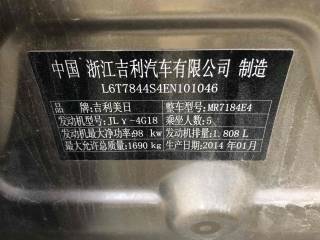 中国 浙江吉利汽车有限公司 制造
L6T7844S4EN101046
品 牌:吉利美日 整车型号:MR7184E4
发动机型号:JLγ-4G18 乘坐人数:5
发动机最大净功率:98 kw 发动机排量:1.808 L
最大允许总质量:1690 kg 生产日期:2014 年01月